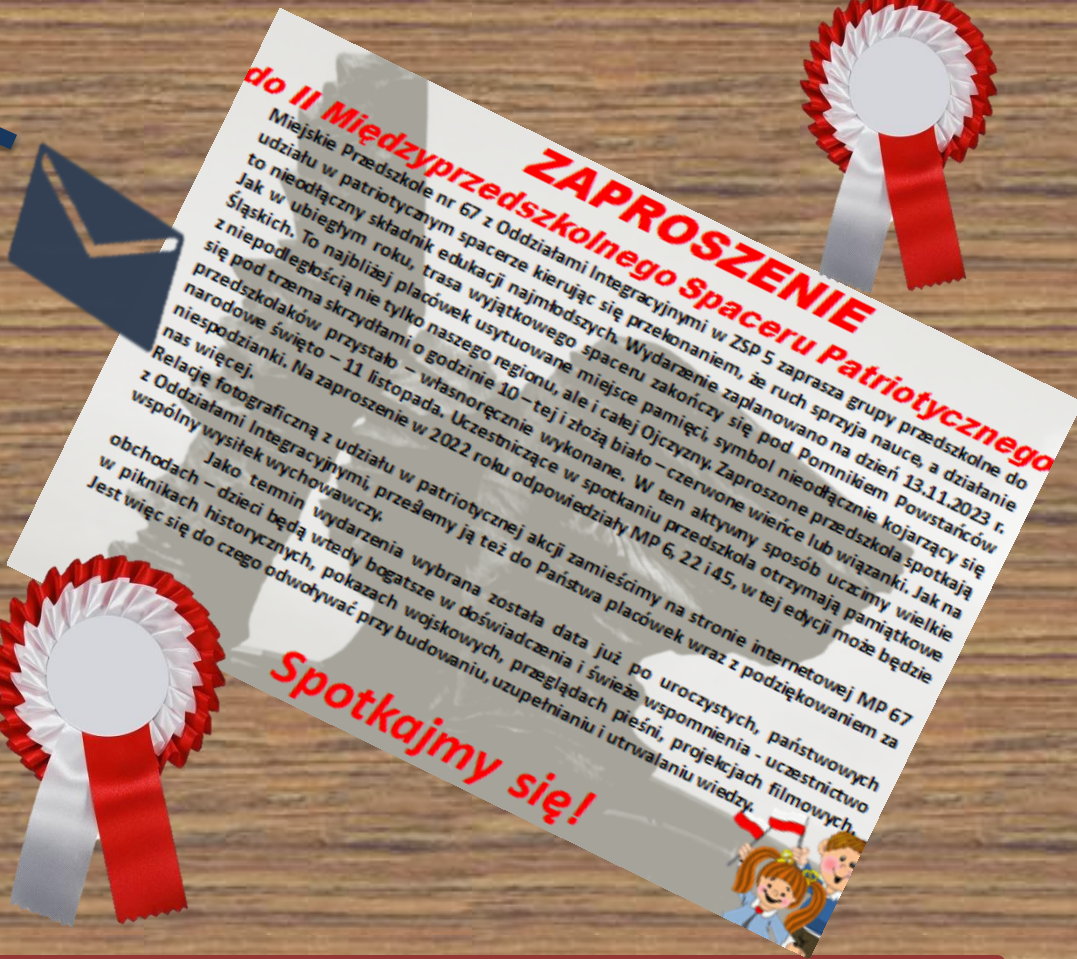 ZAPROSZENIE
do II Międzyprzedszkolnego Spaceru Patriotycznego
Miejskie Przedszkole nr 67 z Oddziałami Integracyjnymi w ZSP 5 zaprasza grupy przedszkolne do
udziału w patriotycznym spacerze kierując się przekonaniem, że ruch sprzyja nauce, a działanie
to nieodłączny składnik edukacji najmłodszych. Wydarzenie zaplanowano na dzień 13.11.2023 r.
Jak w ubiegłym roku, trasa wyjątkowego spaceru zakończy się pod Pomnikiem Powstańców
Śląskich. To najbliżej placówek usytuowane miejsce pamięci, symbol nieodłącznie kojarzący się
z niepodległością nie tylko naszego regionu, ale i całej Ojczyzny. Zaproszone przedszkola spotkają
się pod trzema skrzydłami o godzinie 10 –tej i złożą biało – czerwone wieńce lub wiązanki. Jak na
przedszkolaków przystało – własnoręcznie wykonane. W ten aktywny sposób uczcimy wielkie
narodowe święto – 11 listopada. Uczestniczące w spotkaniu przedszkola otrzymają pamiątkowe
niespodzianki. Na zaproszenie w 2022 roku odpowiedziały MP 6, 22 i 45, w tej edycji może będzie
nas więcej.
Relację fotograficzną z udziału w patriotycznej akcji zamieścimy na stronie internetowej MP 67
z Oddziałami Integracyjnymi, prześlemy ją też do Państwa placówek wraz z podziękowaniem za
wspólny wysiłek wychowawczy.
Jako termin wydarzenia wybrana została data już po uroczystych, państwowych
obchodach – dzieci będą wtedy bogatsze w doświadczenia i świeże wspomnienia - uczestnictwo
w piknikach historycznych, pokazach wojskowych, przeglądach pieśni, projekcjach filmowych.
Jest więc się do czego odwoływać przy budowaniu, uzupełnianiu i utrwalaniu wiedzy.
Spotkajmy się!